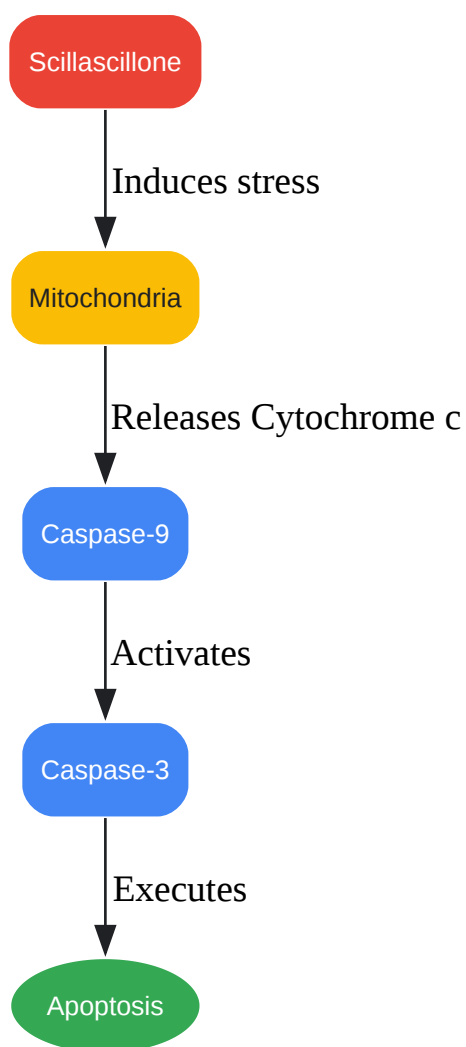 Scillascillone
Induces stress
Mitochondria
Releases Cytochrome c
Caspase-9
Activates
Caspase-3
Executes
Apoptosis